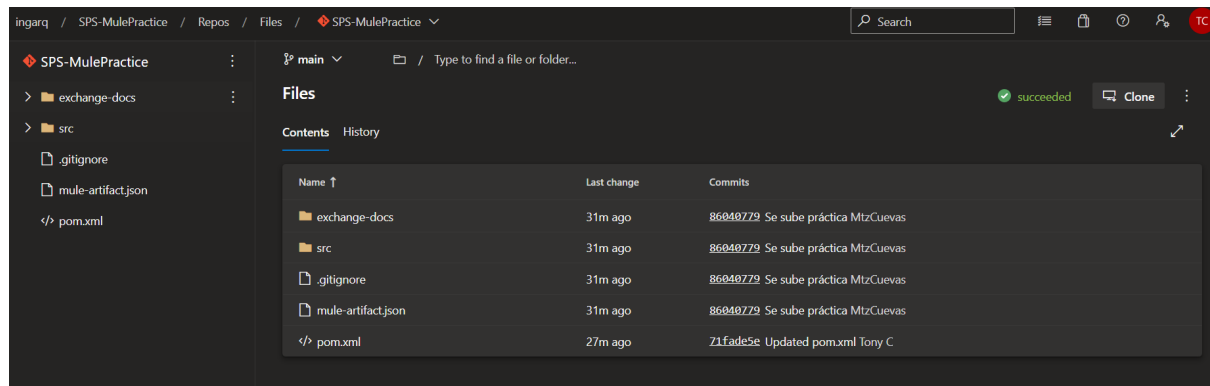 ingarq / SPS-MulePractice / Repos / Files / SPS-MulePractice Search TC
SPS-MulePractice
exchange-docs
src
.gitignore
mule-artifact.json
</> pom.xml
main / Type to find a file or folder...
Files succeeded Clone
Contents History
Name ↑ Last change Commits
exchange-docs 31m ago 86040779 Se sube práctica MtzCuevas
src 31m ago 86040779 Se sube práctica MtzCuevas
.gitignore 31m ago 86040779 Se sube práctica MtzCuevas
mule-artifact.json 31m ago 86040779 Se sube práctica MtzCuevas
</> pom.xml 27m ago 71fade5e Updated pom.xml Tony C